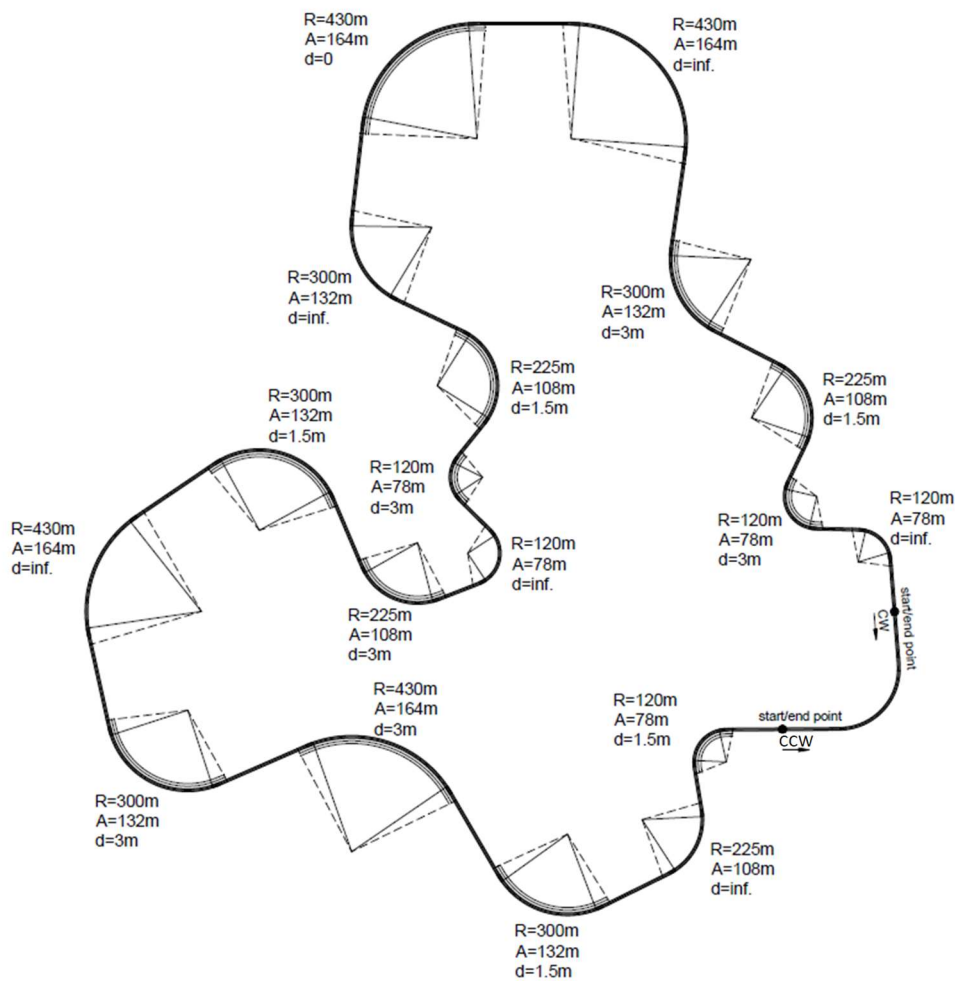 R=430m
A=164m
d=0
R=430m
A=164m
d=inf.
R=300m
A=132m
d=inf.
R=300m
A=132m
d=3m
R=225m
A=108m
d=1.5m
R=225m
A=108m
d=1.5m
R=300m
A=132m
d=1.5m
R=120m
A=78m
d=3m
R=120m
A=78m
d=inf.
R=120m
A=78m
d=3m
R=430m
A=164m
d=inf.
R=120m
A=78m
d=inf.
start/end point
CW
R=225m
A=108m
d=3m
R=430m
A=164m
d=3m
R=120m
A=78m
d=1.5m
start/end point
CCW
R=300m
A=132m
d=3m
R=225m
A=108m
d=inf.
R=300m
A=132m
d=1.5m